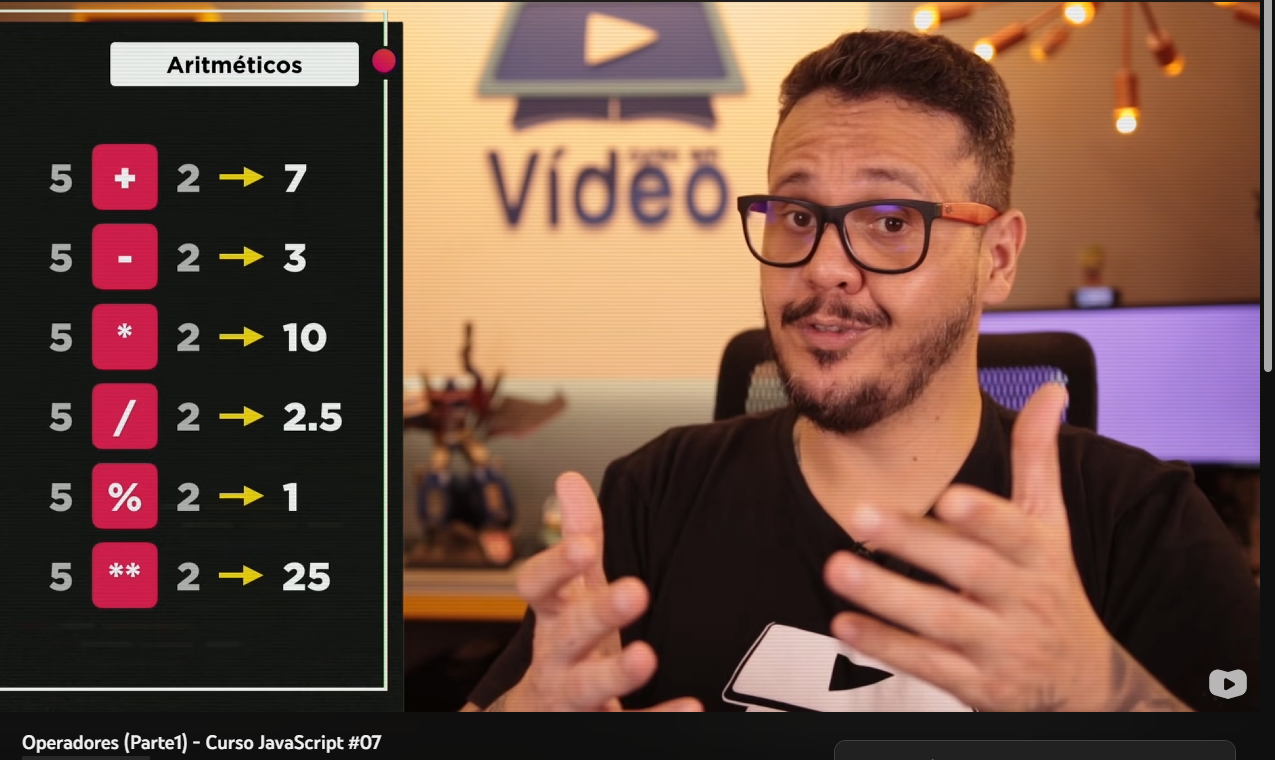 Aritméticos
5 + 2 → 7
5 - 2 → 3
5 * 2 → 10
5 / 2 → 2.5
5 % 2 → 1
5 ** 2 → 25
Vídeo
Operadores (Parte1) - Curso JavaScript #07